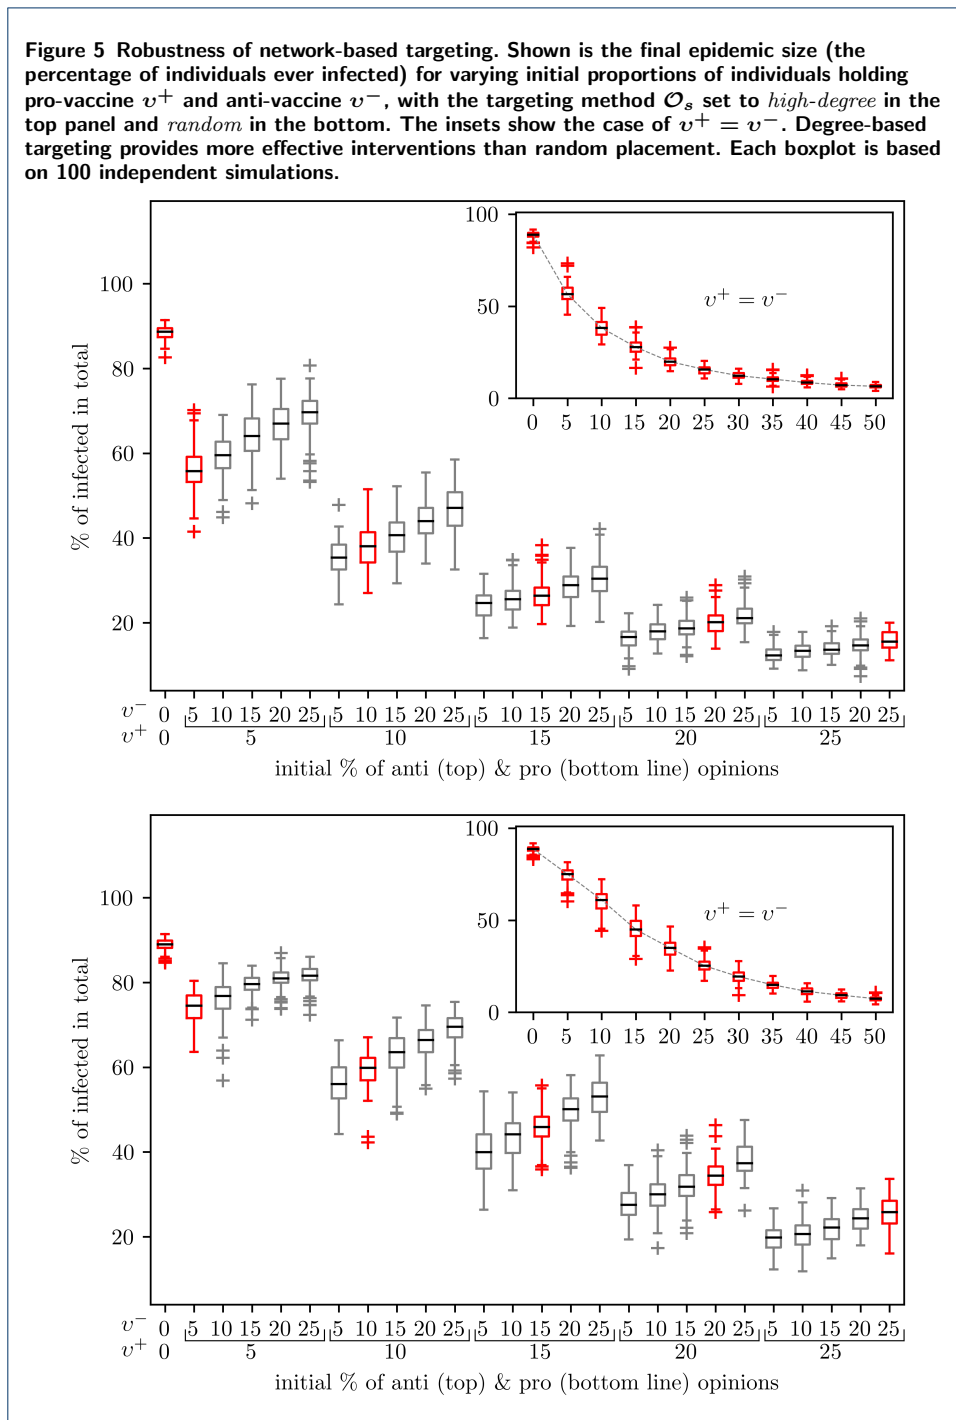 Figure 5 Robustness of network-based targeting. Shown is the final epidemic size (the
percentage of individuals ever infected) for varying initial proportions of individuals holding
pro-vaccine υ⁺ and anti-vaccine υ⁻, with the targeting method 𝒪ₛ set to high-degree in the
top panel and random in the bottom. The insets show the case of υ⁺ = υ⁻. Degree-based
targeting provides more effective interventions than random placement. Each boxplot is based
on 100 independent simulations.
% of infected in total
100
80
60
40
20
100
50
0
υ⁺ = υ⁻
0 5 10 15 20 25 30 35 40 45 50
υ⁻ 0 5 10 15 20 25 5 10 15 20 25 5 10 15 20 25 5 10 15 20 25 5 10 15 20 25
υ⁺ 0 5 10 15 20 25
initial % of anti (top) & pro (bottom line) opinions
% of infected in total
100
80
60
40
20
100
50
0
υ⁺ = υ⁻
0 5 10 15 20 25 30 35 40 45 50
υ⁻ 0 5 10 15 20 25 5 10 15 20 25 5 10 15 20 25 5 10 15 20 25 5 10 15 20 25
υ⁺ 0 5 10 15 20 25
initial % of anti (top) & pro (bottom line) opinions